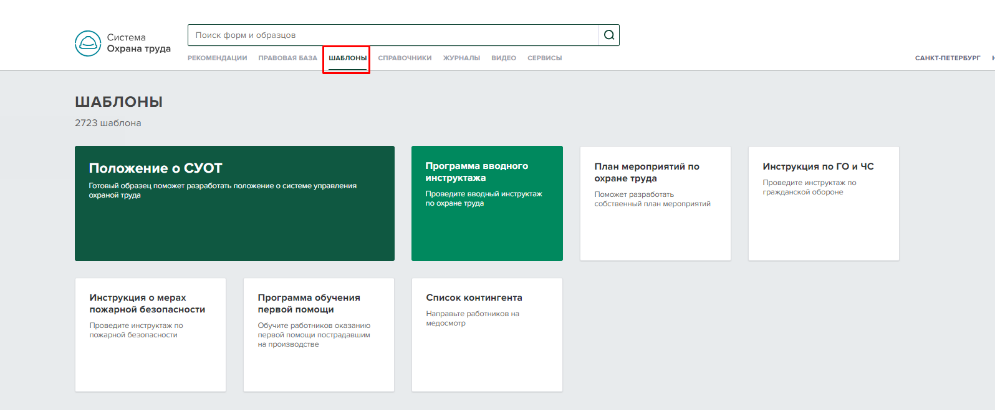 Система
Охрана труда
Поиск форм и образцов
РЕКОМЕНДАЦИИ ПРАВОВАЯ БАЗА ШАБЛОНЫ СПРАВОЧНИКИ ЖУРНАЛЫ ВИДЕО СЕРВИСЫ САНКТ-ПЕТЕРБУРГ
ШАБЛОНЫ
2723 шаблона
Положение о СУОТ
Готовый образец поможет разработать положение о системе управления
охраной труда
Программа вводного
инструктажа
Проведите вводный инструктаж
по охране труда
План мероприятий по
охране труда
Поможет разработать
собственный план мероприятий
Инструкция по ГО и ЧС
Проведите инструктаж по
гражданской обороне
Инструкция о мерах
пожарной безопасности
Проведите инструктаж по
пожарной безопасности
Программа обучения
первой помощи
Обучите работников оказанию
первой помощи пострадавшим
на производстве
Список контингента
Направьте работников на
медосмотр